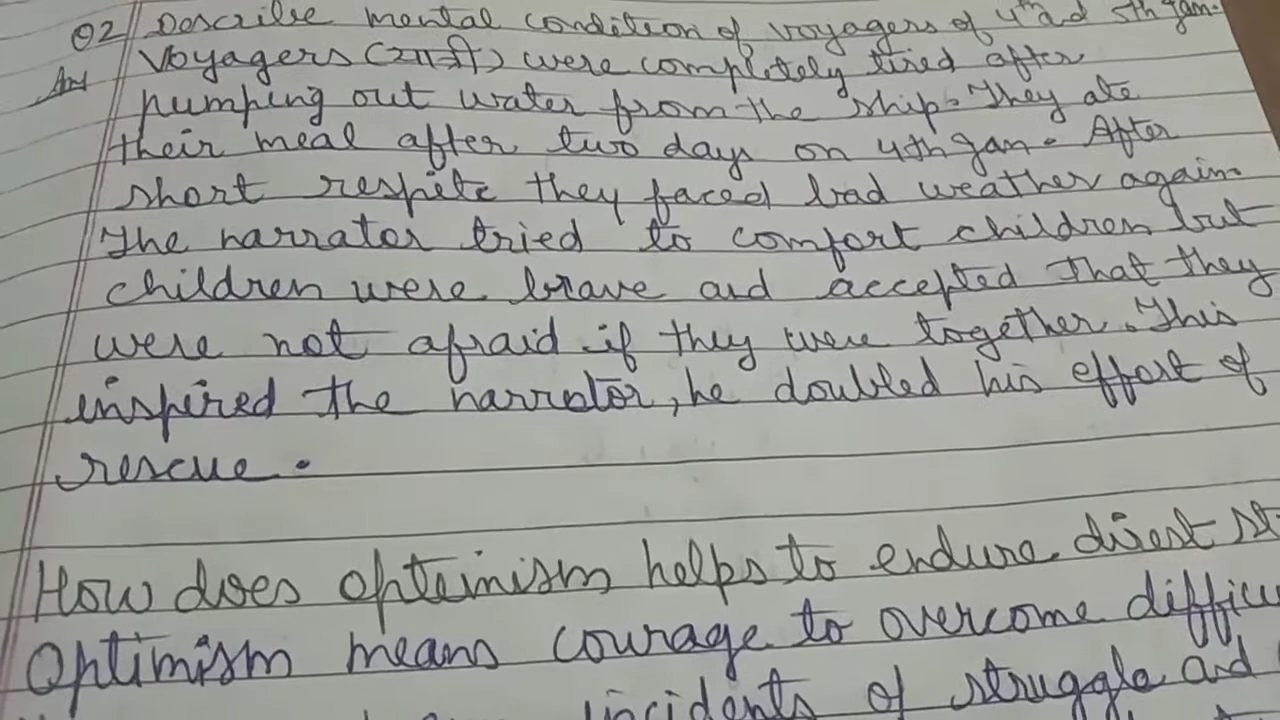 Q2 Describe mental condition of voyagers of 4th ad 5th Jan.
Ans Voyagers (यात्री) were completely tired after
pumping out water from the ship. They ate
their meal after two days on 4th Jan. After
short respite they faced bad weather again.
The narrator tried to comfort children but
children were brave and accepted that they
were not afraid if they were together. This
inspired the narrator, he doubled his effort of
rescue.
How does optemism helps to endure direst
Optimism means courage to overcome
incidents of struggle and